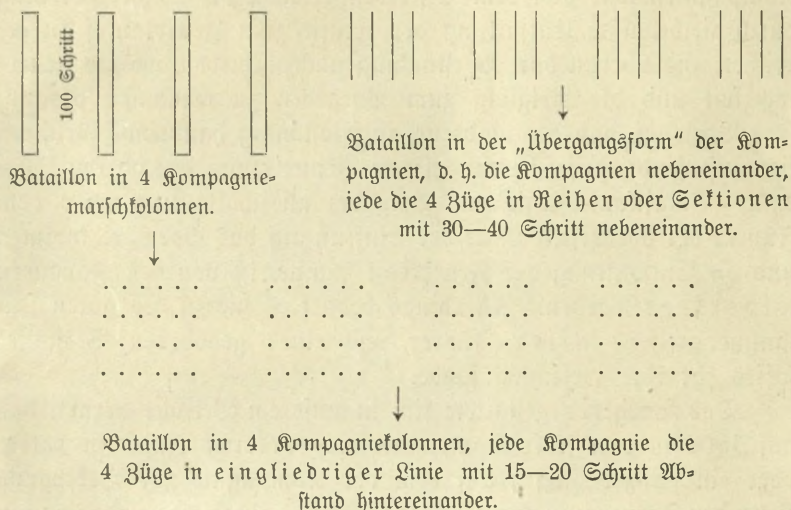 100 Schritt
Bataillon in 4 Kompagnie-
marschkolonnen.
Bataillon in der „Übergangsform“ der Kom-
pagnien, d. h. die Kompagnien nebeneinander,
jede die 4 Züge in Reihen oder Sektionen
mit 30—40 Schritt nebeneinander.
Bataillon in 4 Kompagniekolonnen, jede Kompagnie die
4 Züge in eingliedriger Linie mit 15—20 Schritt Ab-
stand hintereinander.